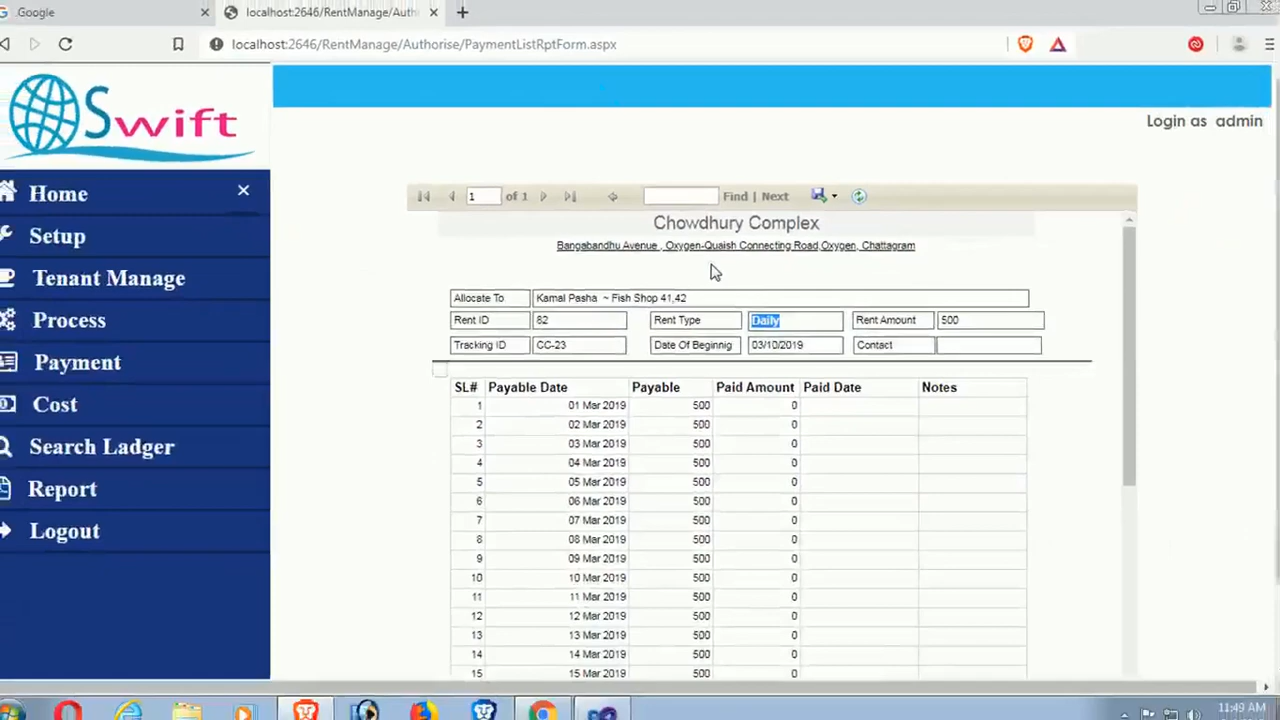 Google
localhost:2646/RentManage/Auth
localhost:2646/RentManage/Authorise/PaymentListRptForm.aspx
Swift
Login as admin
Home
Setup
Tenant Manage
Process
Payment
Cost
Search Ledger
Report
Logout
1 of 1 Find | Next
Chowdhury Complex
Bangabandhu Avenue , Oxygen-Quaish Connecting Road,Oxygen, Chattagram
Allocate To Kamal Pasha ~ Fish Shop 41,42
Rent ID 62 Rent Type Daily Rent Amount 500
Tracking ID CC-23 Date Of Beginnig 03/10/2019 Contact
SL# Payable Date Payable Paid Amount Paid Date Notes
1 01 Mar 2019 500 0
2 02 Mar 2019 500 0
3 03 Mar 2019 500 0
4 04 Mar 2019 500 0
5 05 Mar 2019 500 0
6 06 Mar 2019 500 0
7 07 Mar 2019 500 0
8 08 Mar 2019 500 0
9 09 Mar 2019 500 0
10 10 Mar 2019 500 0
11 11 Mar 2019 500 0
12 12 Mar 2019 500 0
13 13 Mar 2019 500 0
14 14 Mar 2019 500 0
15 15 Mar 2019 500 0
11:49 AM